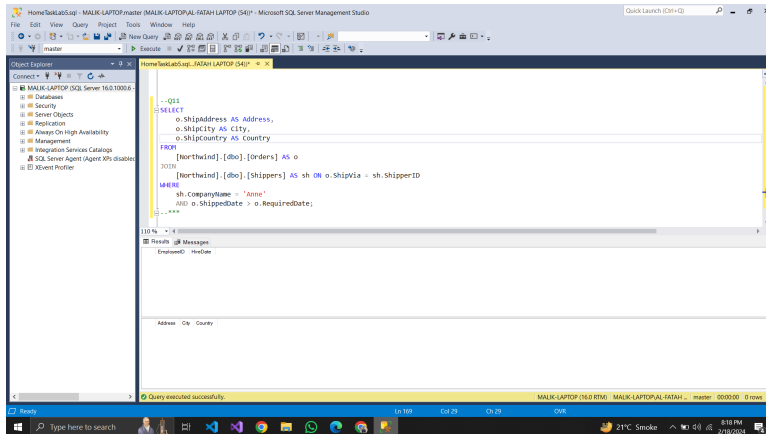 HomeTaskLab5.sql - MALIK-LAPTOP.master (MALIK-LAPTOP\AL-FATAH LAPTOP (54))* - Microsoft SQL Server Management Studio
Quick Launch (Ctrl+Q)
File Edit View Query Project Tools Window Help
New Query
master
Execute
Object Explorer
HomeTaskLab5.sql...FATAH LAPTOP (54))*
Connect
MALIK-LAPTOP (SQL Server 16.0.1000.6 -
Databases
Security
Server Objects
Replication
Always On High Availability
Management
Integration Services Catalogs
SQL Server Agent (Agent XPs disabled
XEvent Profiler
--Q11
SELECT
o.ShipAddress AS Address,
o.ShipCity AS City,
o.ShipCountry AS Country
FROM
[Northwind].[dbo].[Orders] AS o
JOIN
[Northwind].[dbo].[Shippers] AS sh ON o.ShipVia = sh.ShipperID
WHERE
sh.CompanyName = 'Anne'
AND o.ShippedDate > o.RequiredDate;
--***
110 %
Results Messages
EmployeeID HireDate
Address City Country
Query executed successfully.
MALIK-LAPTOP (16.0 RTM) MALIK-LAPTOP\AL-FATAH ... master 00:00:00 0 rows
Ready Ln 169 Col 29 Ch 29 OVR
Type here to search
21°C Smoke
8:18 PM
2/18/2024